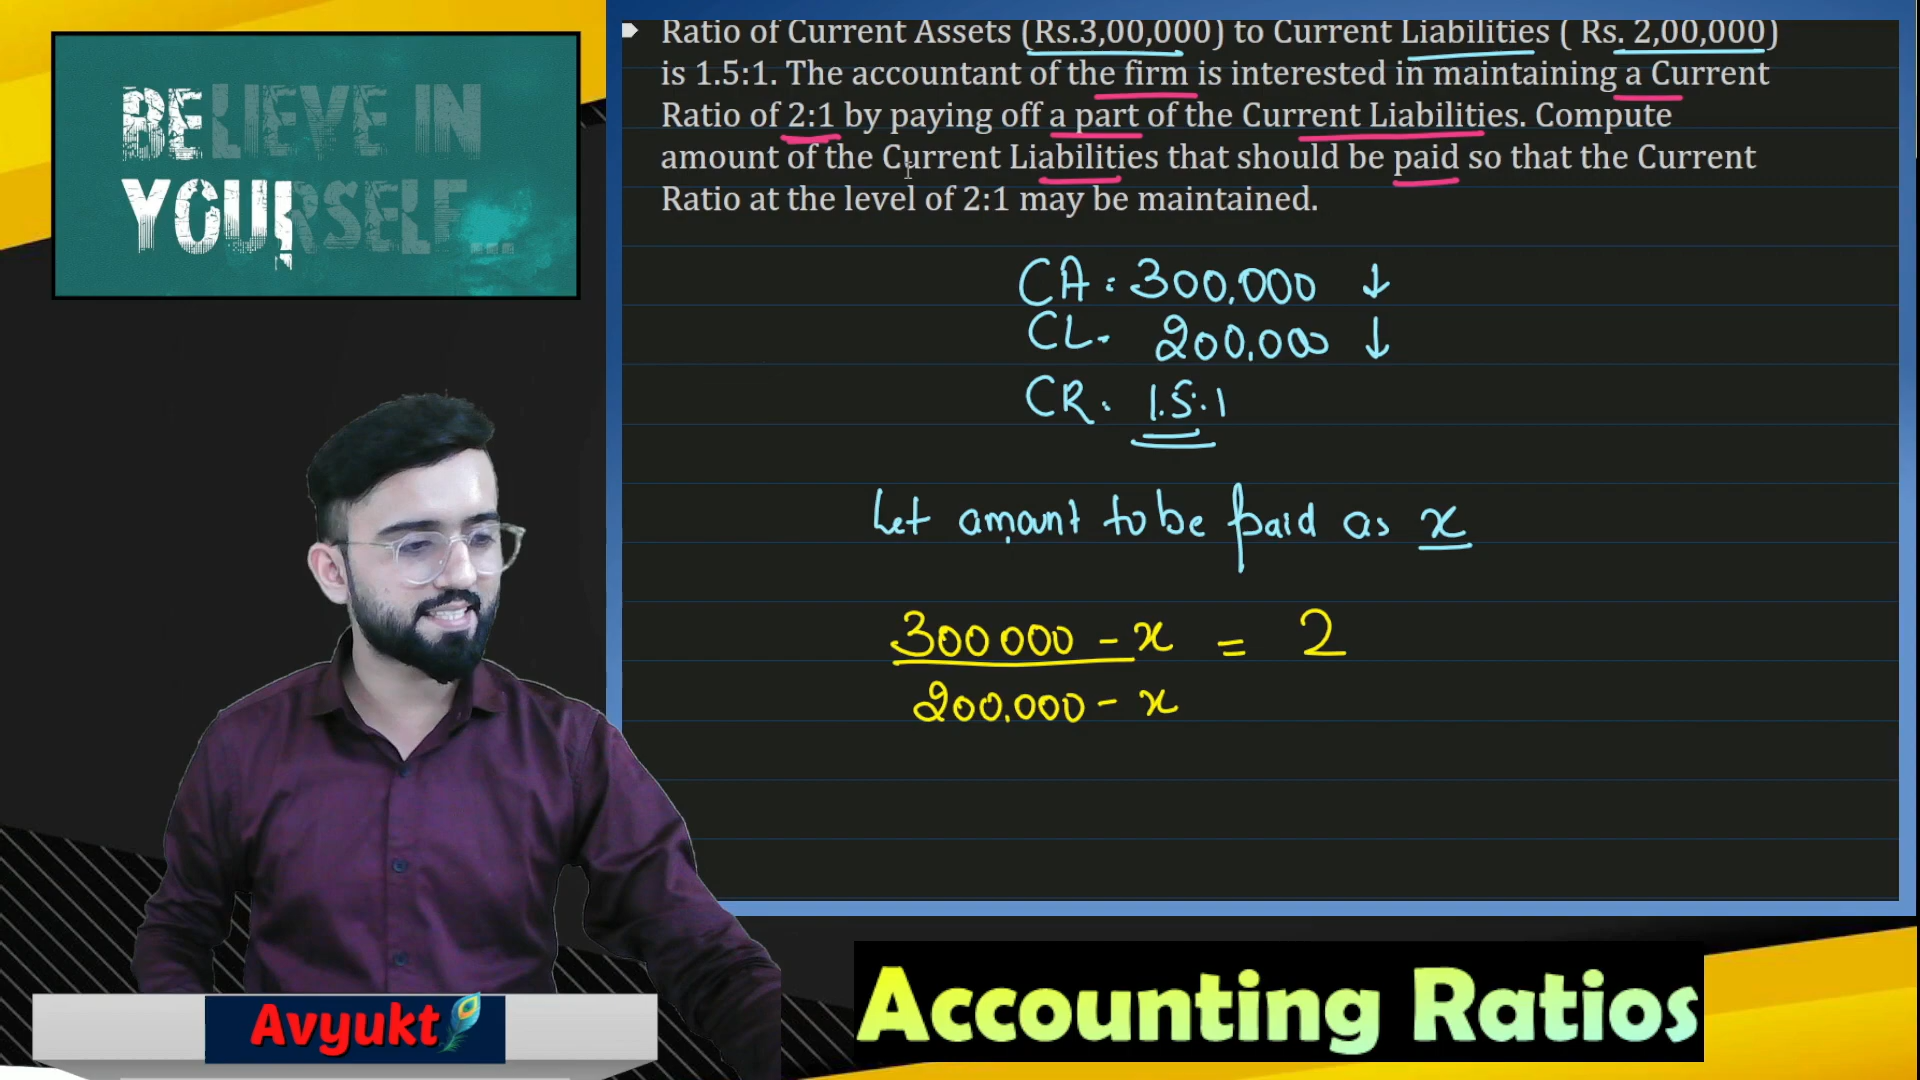 BELIEVE IN
YOURSELF...
Ratio of Current Assets (Rs.3,00,000) to Current Liabilities ( Rs. 2,00,000)
is 1.5:1. The accountant of the firm is interested in maintaining a Current
Ratio of 2:1 by paying off a part of the Current Liabilities. Compute
amount of the Current Liabilities that should be paid so that the Current
Ratio at the level of 2:1 may be maintained.
CA : 300,000 ↓
CL. 200,000 ↓
CR. 1.5:1
Let amount to be paid as x
300 000 - x = 2
200,000 - x
Avyukt
Accounting Ratios